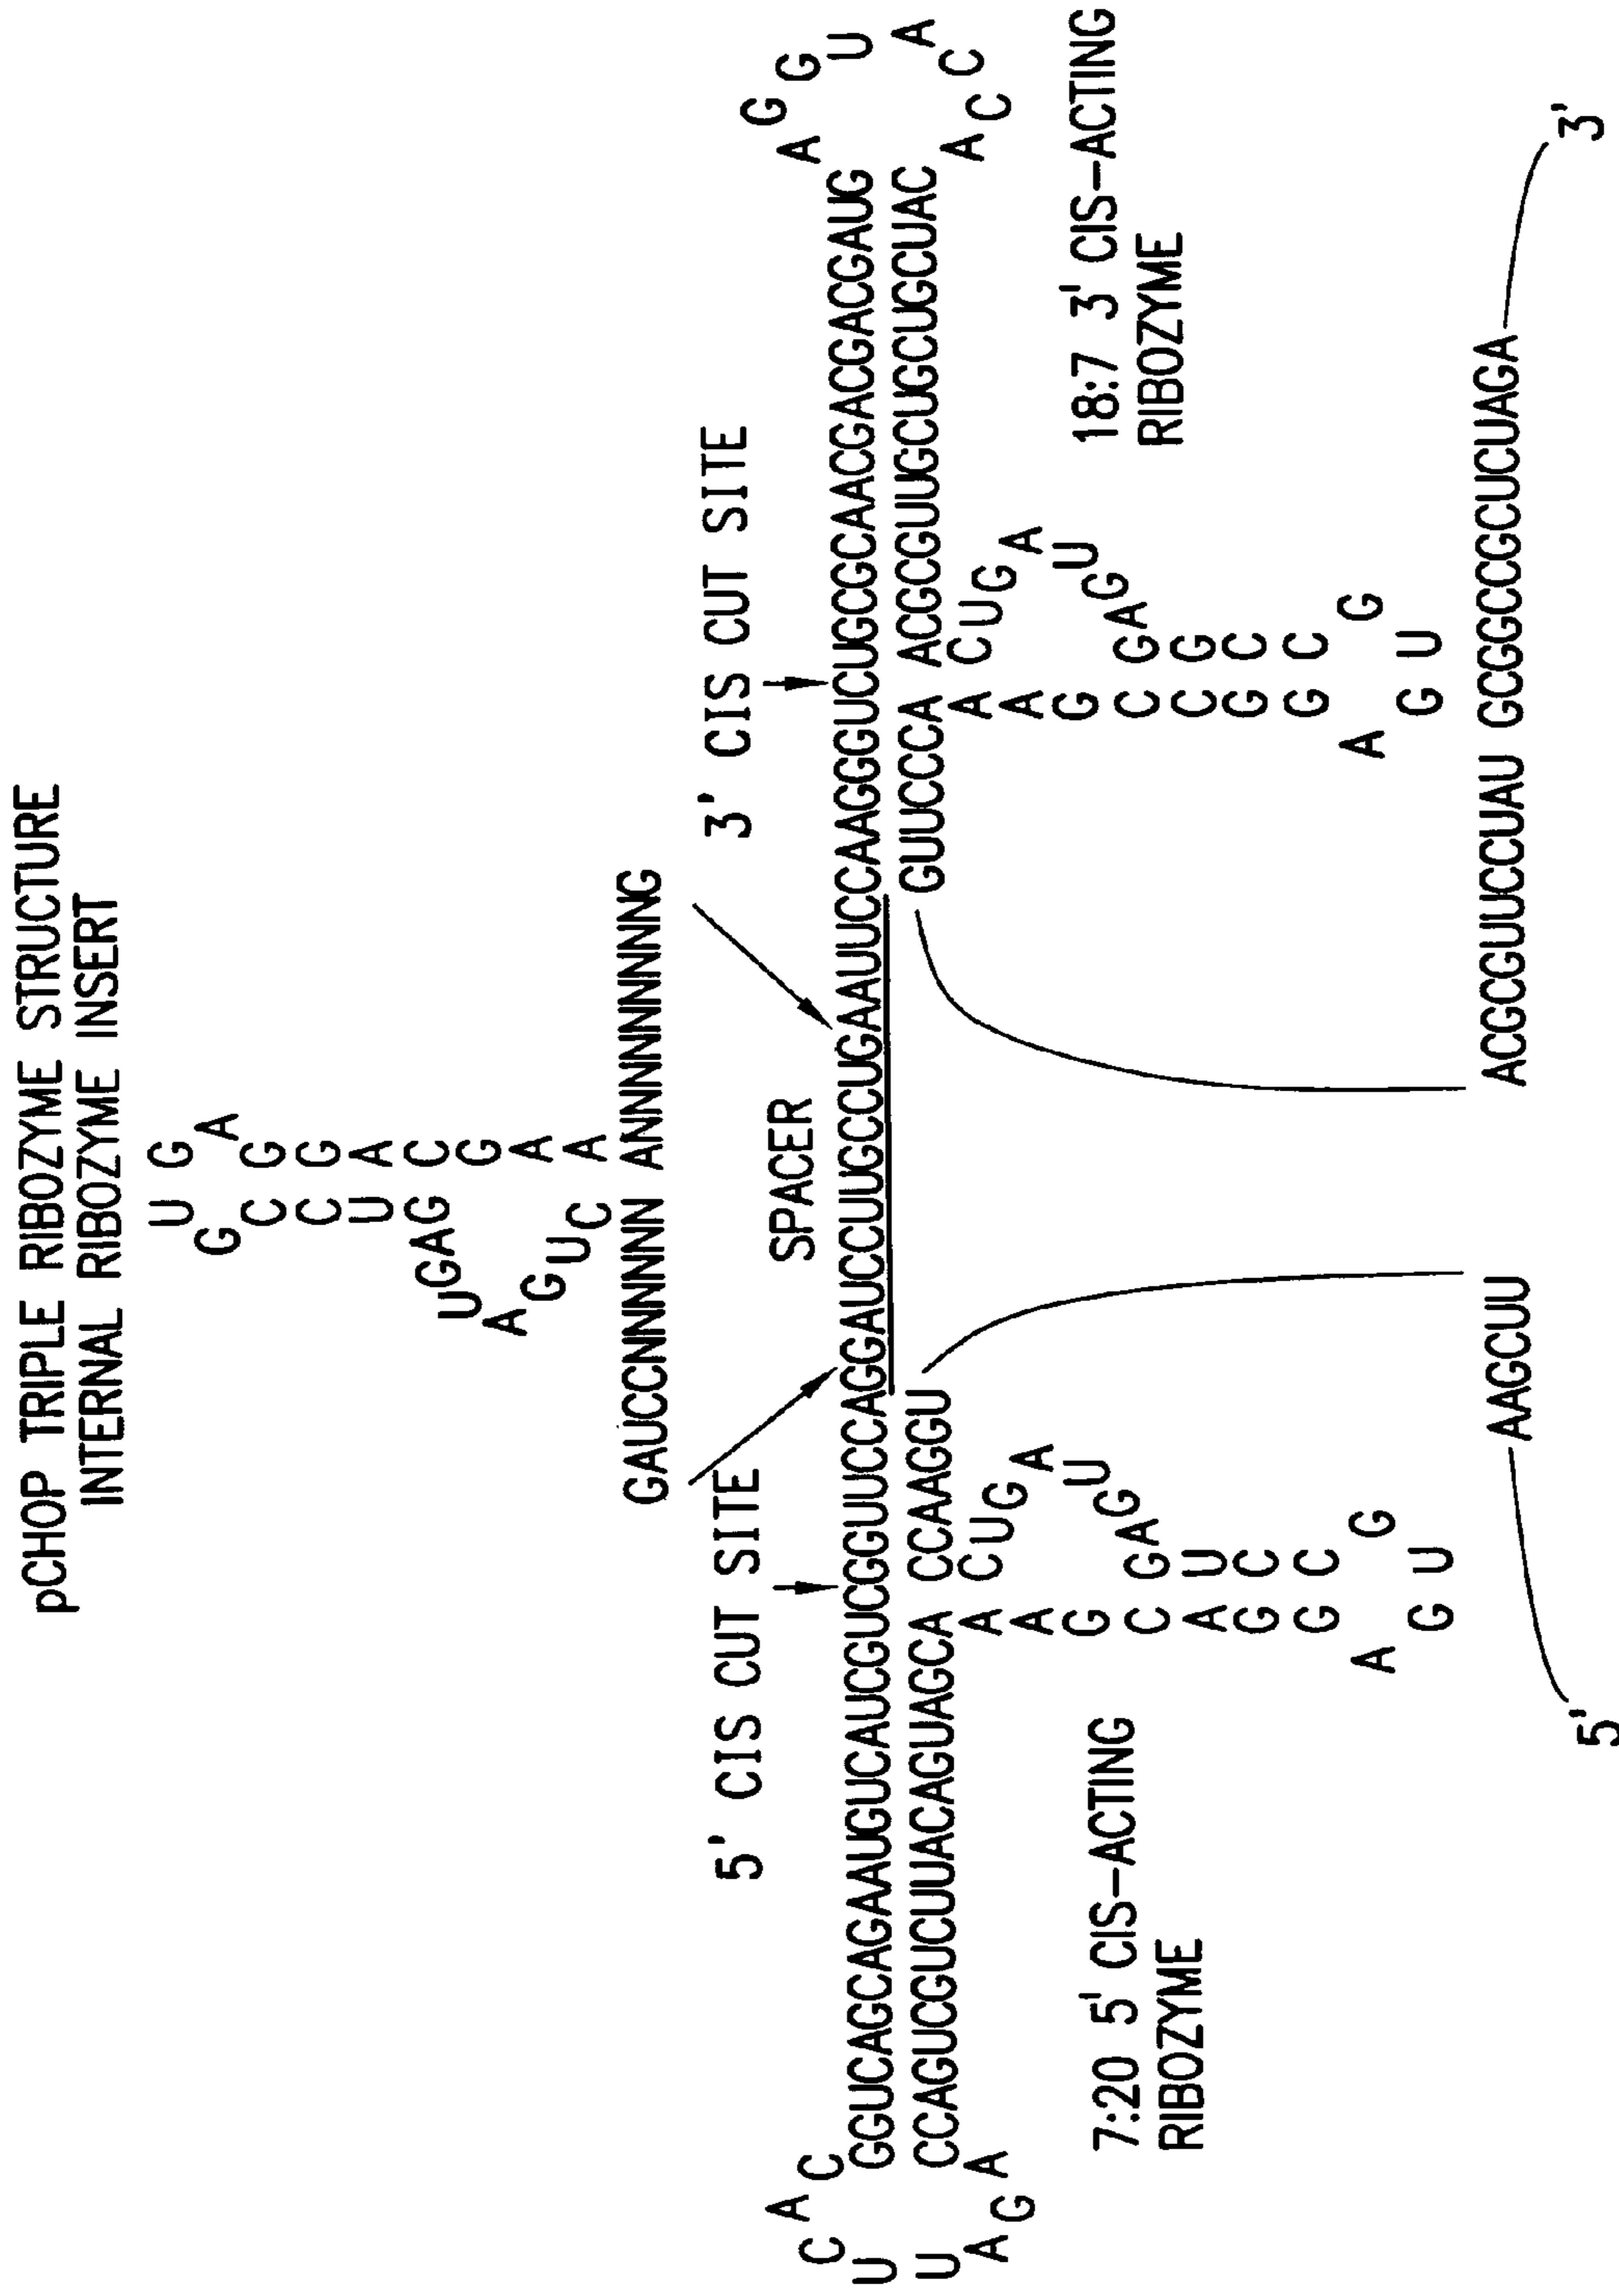 pCHOP TRIPLE RIBOZYME STRUCTURE
INTERNAL RIBOZYME INSERT
U G
G A
C G
C G
U A
G C
A
G G
U
A A
G
U
C A
GAUCCNNNNNN ANNNNNNNNG
5' CIS CUT SITE
SPACER
3' CIS CUT SITE
C A C
U
GGUCAGCAGAAUGUCAUCGUCGGUUCCAGGAUCCUUGCCUGAAUUCCAAGGGUCUGCGCAACGACGACGAUG
A G G U A C C A
U
A G A
CCAGUCGUCUUACAGUAGCA CCAAGGU
GUUCCCA ACGCGUUGCUGCUGCUAC
A C U G A U G A
A
G
C G
A U
G C
G C
A G
G U
A C U G A U G A
A
G
C G
C G
G C
G C
A G
G U
7:20 5' CIS-ACTING
RIBOZYME
18:7 3' CIS-ACTING
RIBOZYME
5'
AAGCUU
ACGCGUUCCUAU GCGGCCGCUCUAGA
3'